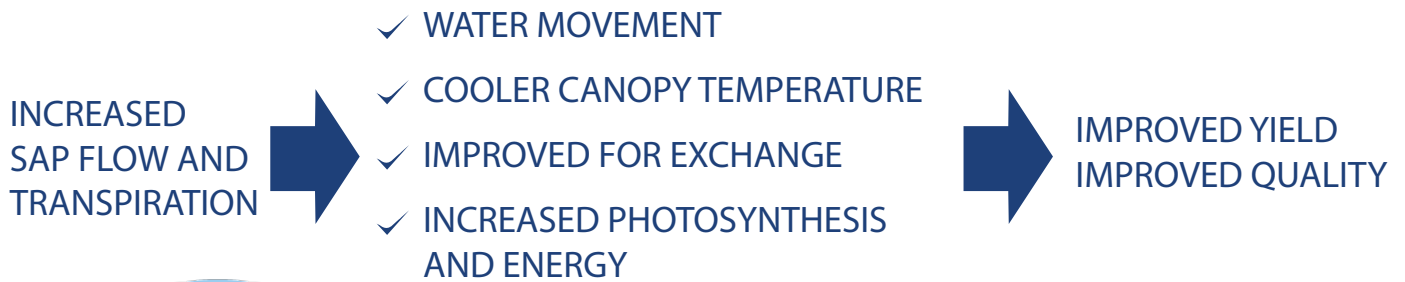 INCREASED
SAP FLOW AND
TRANSPIRATION
WATER MOVEMENT
COOLER CANOPY TEMPERATURE
IMPROVED FOR EXCHANGE
INCREASED PHOTOSYNTHESIS
AND ENERGY
IMPROVED YIELD
IMPROVED QUALITY